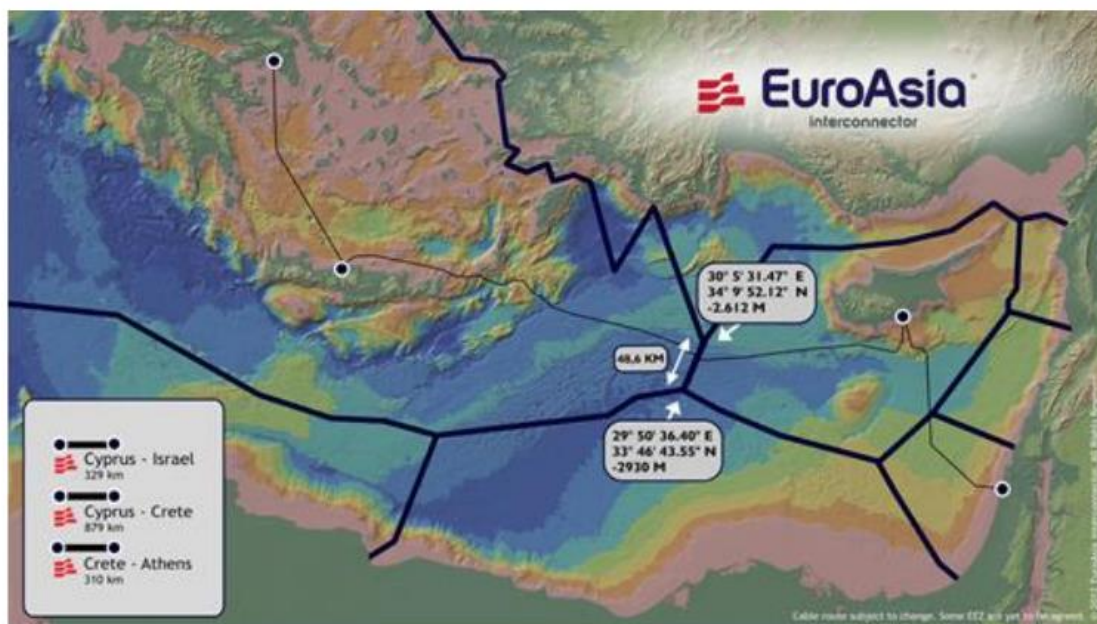 EuroAsia
interconnector
30° 5' 31.47" E
34° 9' 52.12" N
-2.612 M
48,6 KM
29° 50' 36.40" E
33° 46' 43.55" N
-2930 M
Cyprus - Israel
329 km
Cyprus - Crete
879 km
Crete - Athens
310 km
Cable route subject to change. Some EEZ are yet to be agreed.